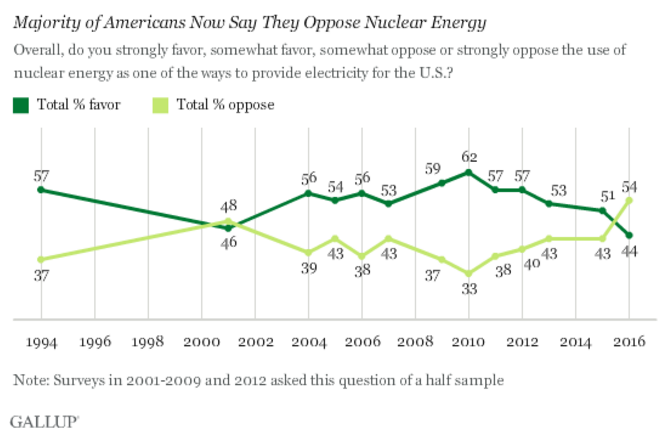 Majority of Americans Now Say They Oppose Nuclear Energy
Overall, do you strongly favor, somewhat favor, somewhat oppose or strongly oppose the use of
nuclear energy as one of the ways to provide electricity for the U.S.?
Total % favor Total % oppose
57 48 56 54 56 53 59 62 57 57 53 51 54
37 46 39 43 38 43 37 33 38 40 43 43 44
1994 1996 1998 2000 2002 2004 2006 2008 2010 2012 2014 2016
Note: Surveys in 2001-2009 and 2012 asked this question of a half sample
GALLUP'